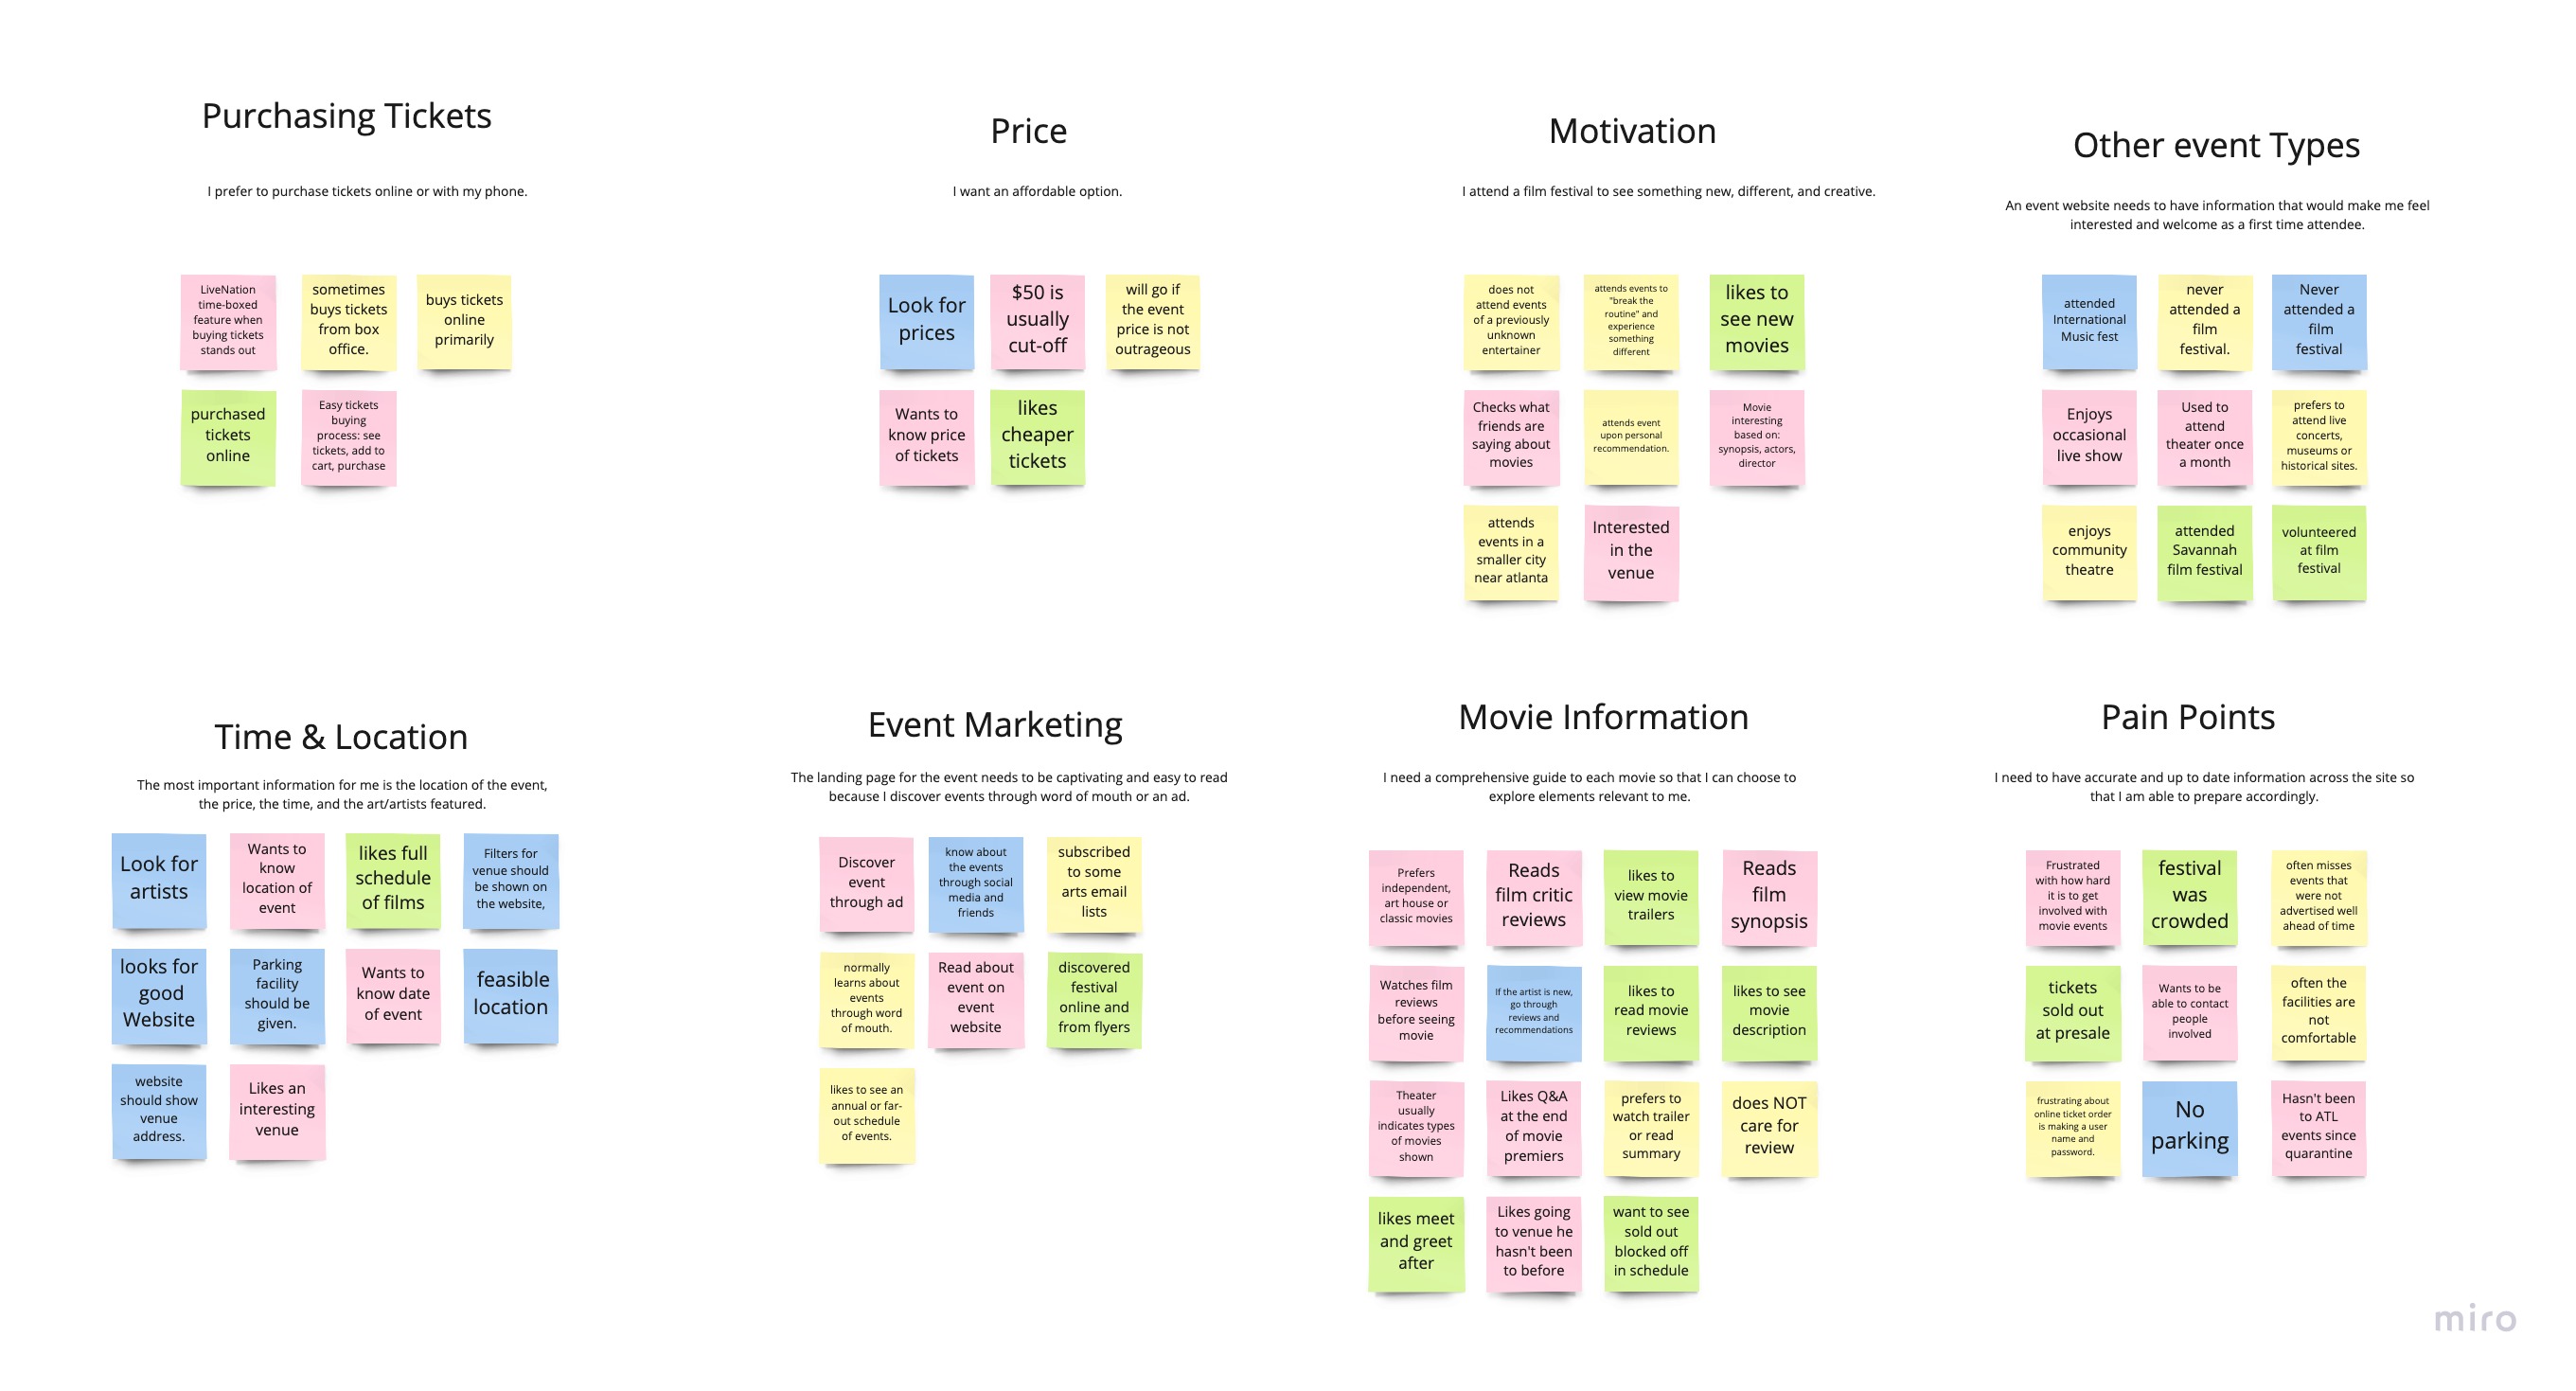 Purchasing Tickets
I prefer to purchase tickets online or with my phone.
LiveNation
time-boxed
feature when
buying tickets
stands out
sometimes
buys tickets
from box
office.
buys tickets
online
primarily
purchased
tickets
online
Easy tickets
buying
process: see
tickets, add to
cart, purchase
Price
I want an affordable option.
Look for
prices
$50 is
usually
cut-off
will go if
the event
price is not
outrageous
Wants to
know price
of tickets
likes
cheaper
tickets
Motivation
I attend a film festival to see something new, different, and creative.
does not
attend events
of a previously
unknown
entertainer
attends events to
"break the
routine" and
experience
something
different
likes to
see new
movies
Checks what
friends are
saying about
movies
attends event
upon personal
recommendation.
Movie
interesting
based on:
synopsis, actors,
director
attends
events in a
smaller city
near atlanta
Interested
in the
venue
Other event Types
An event website needs to have information that would make me feel
interested and welcome as a first time attendee.
attended
International
Music fest
never
attended a
film
festival.
Never
attended a
film
festival
Enjoys
occasional
live show
Used to
attend
theater once
a month
prefers to
attend live
concerts,
museums or
historical sites.
enjoys
community
theatre
attended
Savannah
film festival
volunteered
at film
festival
Time & Location
The most important information for me is the location of the event,
the price, the time, and the art/artists featured.
Look for
artists
Wants to
know
location of
event
likes full
schedule
of films
Filters for
venue should
be shown on
the website,
looks for
good
Website
Parking
facility
should be
given.
Wants to
know date
of event
feasible
location
website
should show
venue
address.
Likes an
interesting
venue
Event Marketing
The landing page for the event needs to be captivating and easy to read
because I discover events through word of mouth or an ad.
Discover
event
through ad
know about
the events
through social
media and
friends
subscribed
to some
arts email
lists
normally
learns about
events
through word
of mouth.
Read about
event on
event
website
discovered
festival
online and
from flyers
likes to see an
annual or far-
out schedule
of events.
Movie Information
I need a comprehensive guide to each movie so that I can choose to
explore elements relevant to me.
Prefers
independent,
art house or
classic movies
Reads
film critic
reviews
likes to
view movie
trailers
Reads
film
synopsis
Watches film
reviews
before seeing
movie
If the artist is new,
go through
reviews and
recommendations
likes to
read movie
reviews
likes to see
movie
description
Theater
usually
indicates types
of movies
shown
Likes Q&A
at the end
of movie
premiers
prefers to
watch trailer
or read
summary
does NOT
care for
review
likes meet
and greet
after
Likes going
to venue he
hasn't been
to before
want to see
sold out
blocked off
in schedule
Pain Points
I need to have accurate and up to date information across the site so
that I am able to prepare accordingly.
Frustrated
with how hard
it is to get
involved with
movie events
festival
was
crowded
often misses
events that
were not
advertised well
ahead of time
tickets
sold out
at presale
Wants to be
able to contact
people
involved
often the
facilities are
not
comfortable
frustrating about
online ticket order
is making a user
name and
password.
No
parking
Hasn't been
to ATL
events since
quarantine
miro